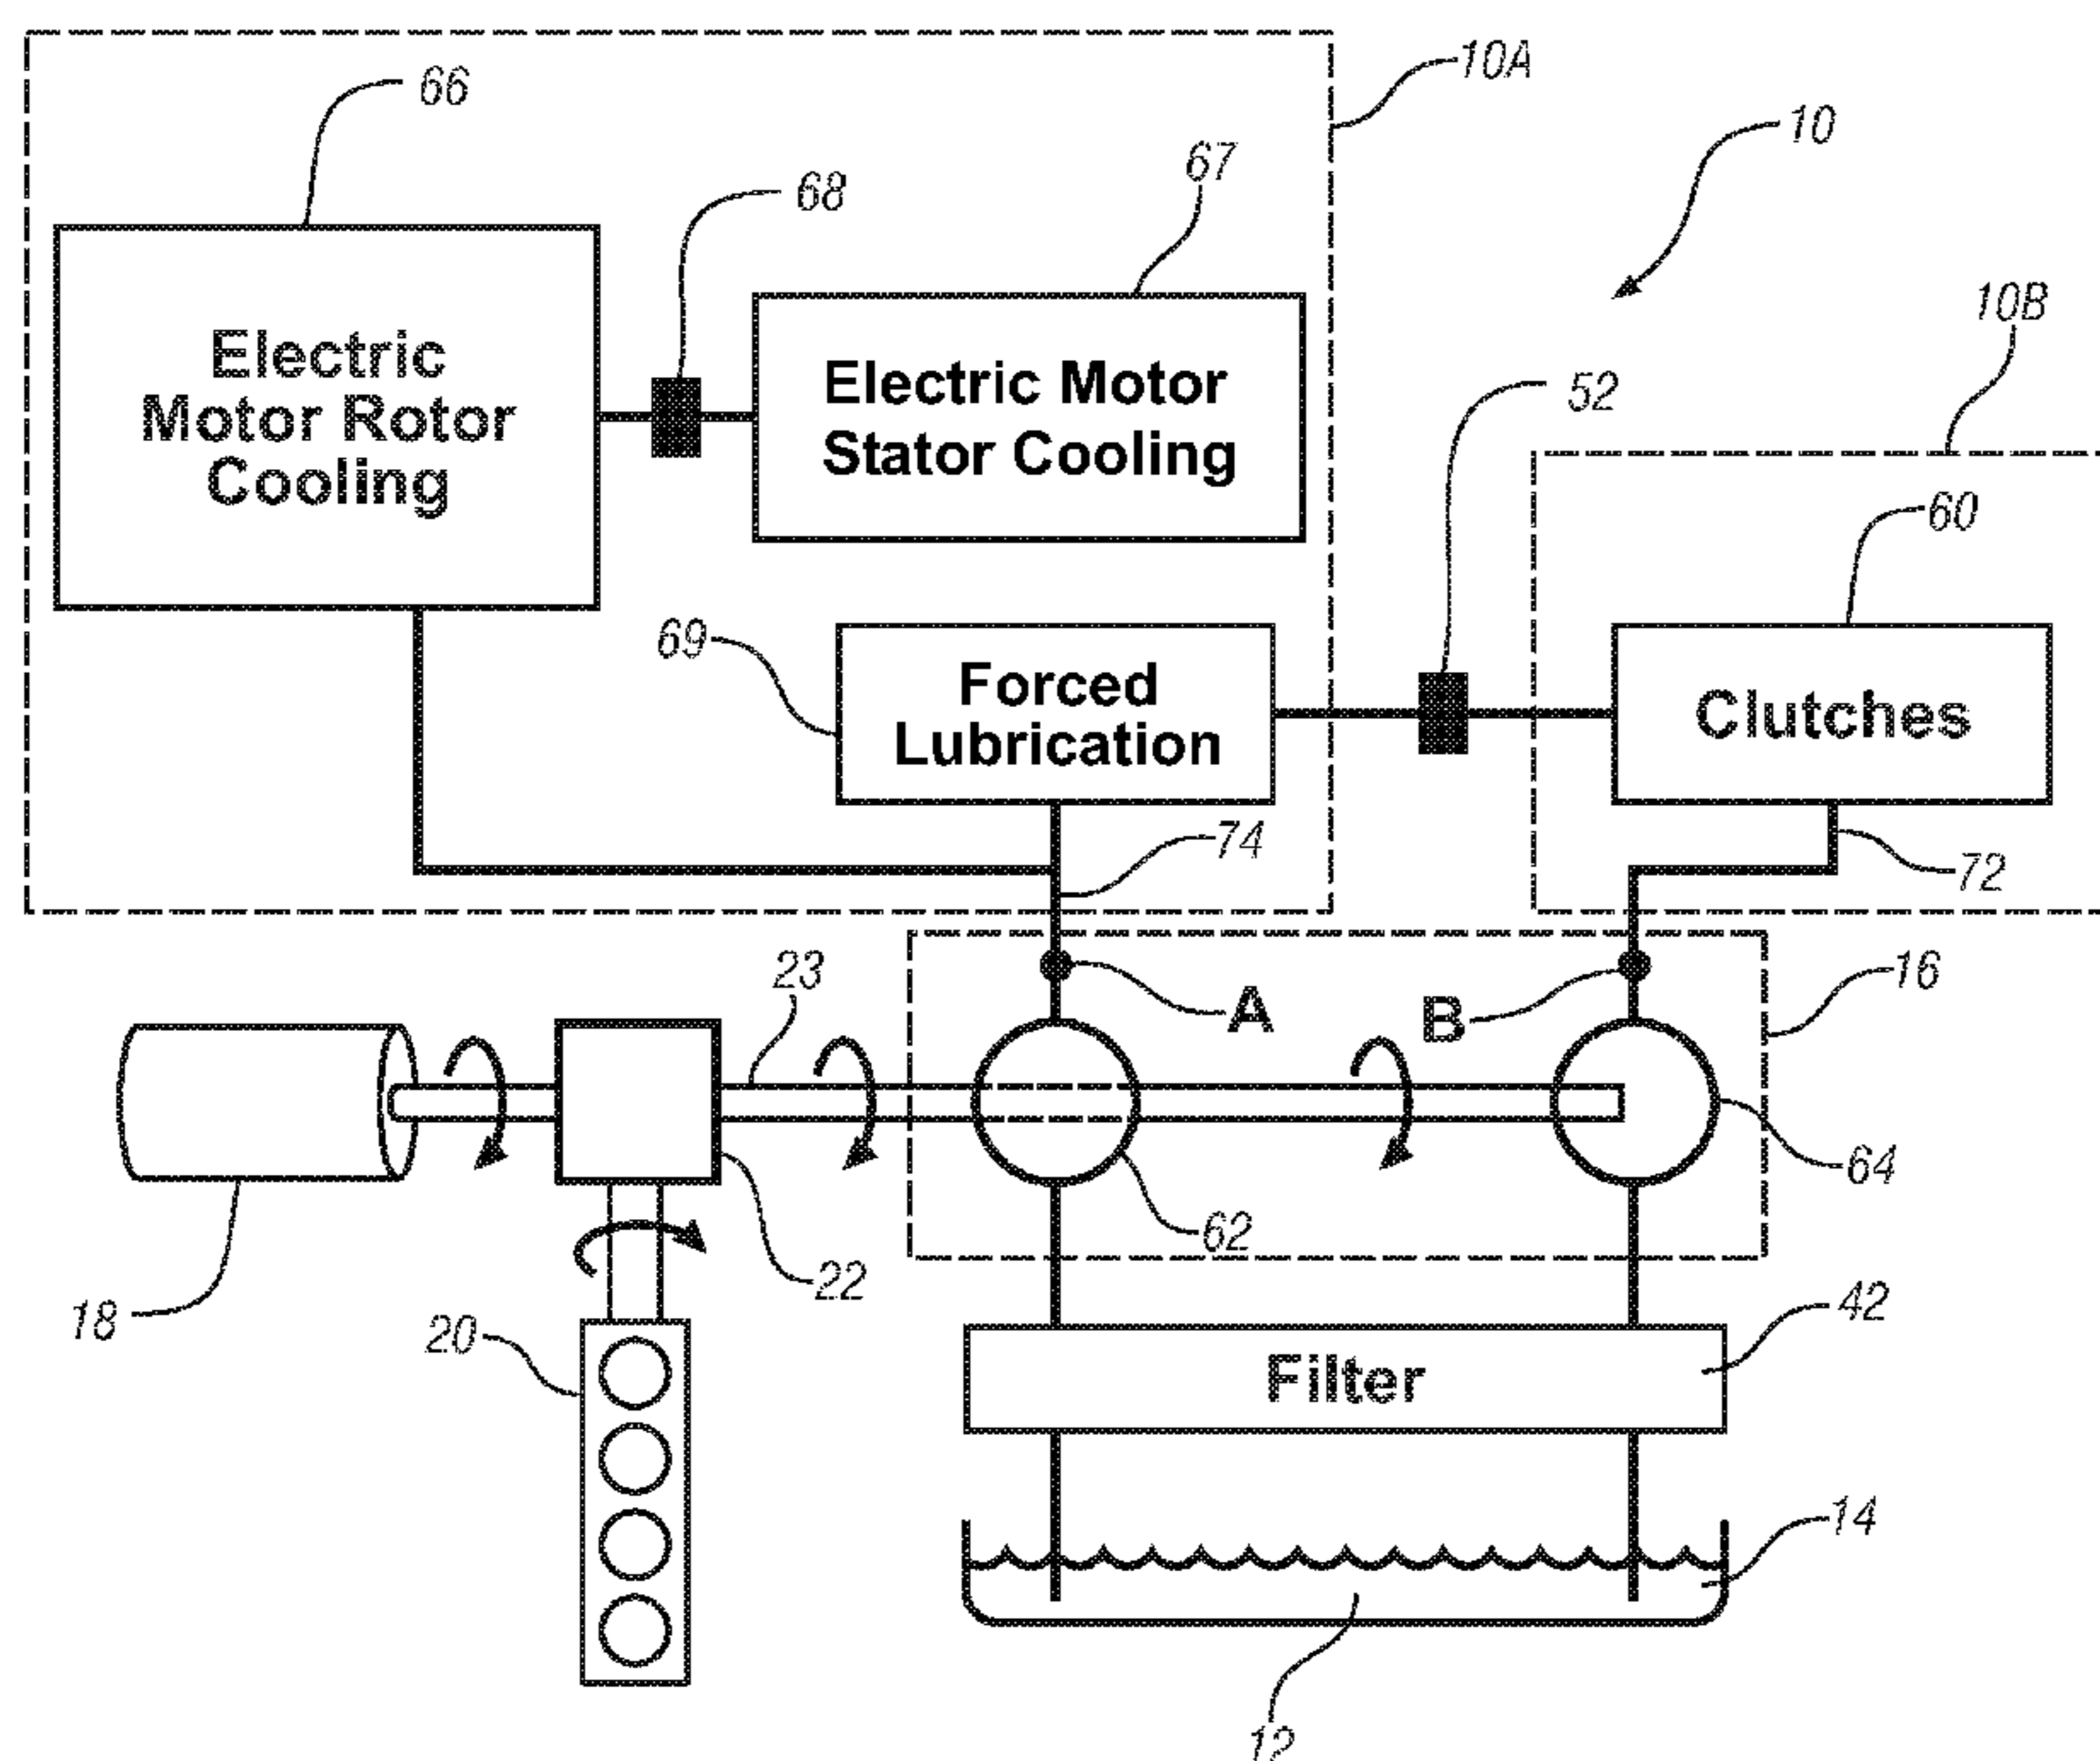 10A
66
10
67
68
10B
Electric
Motor Rotor
Cooling
Electric Motor
Stator Cooling
52
60
69
Forced
Lubrication
Clutches
74
72
23
A
B
16
64
62
22
18
20
42
Filter
14
12